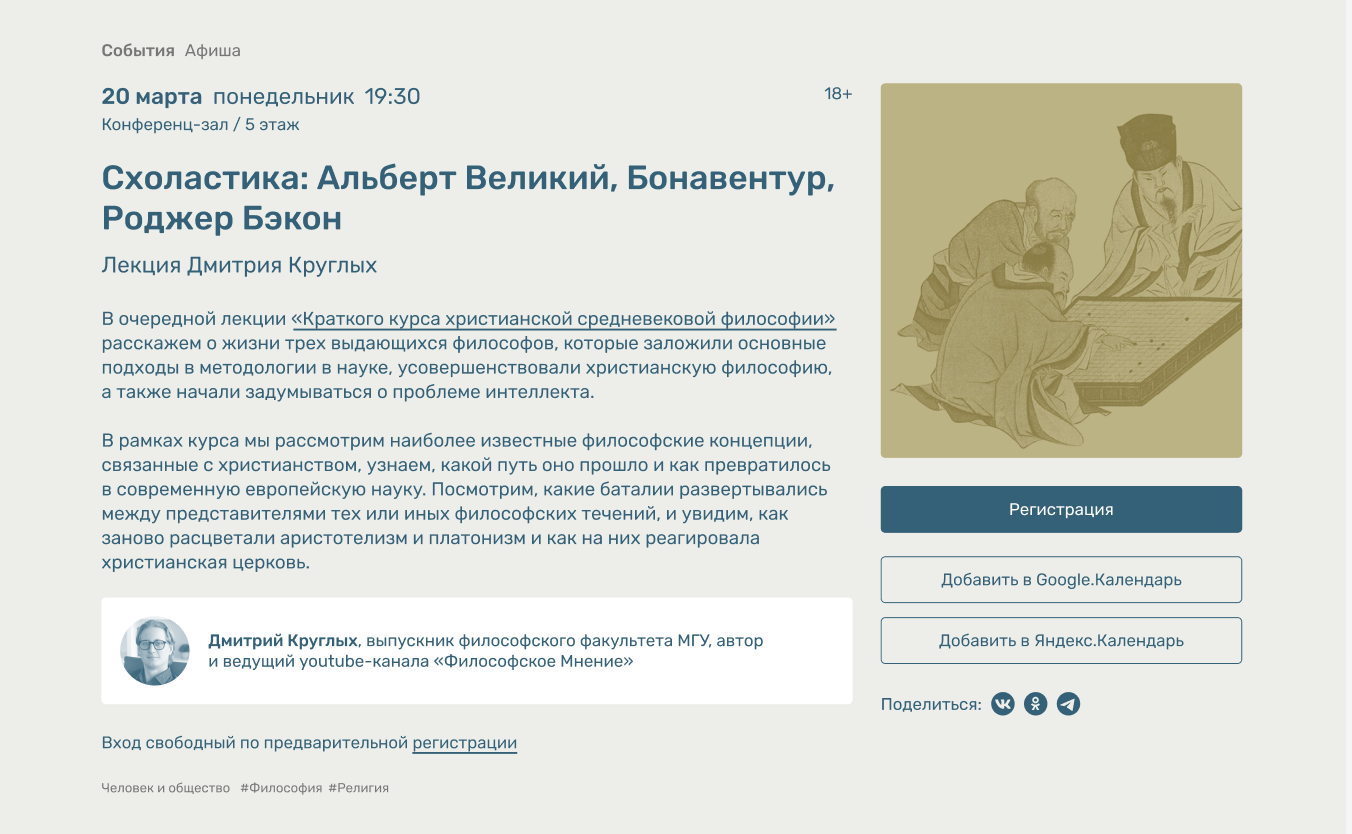 События Афиша
20 марта понедельник 19:30
18+
Конференц-зал / 5 этаж
Схоластика: Альберт Великий, Бонавентур,
Роджер Бэкон
Лекция Дмитрия Круглых
В очередной лекции «Краткого курса христианской средневековой философии»
расскажем о жизни трех выдающихся философов, которые заложили основные
подходы в методологии в науке, усовершенствовали христианскую философию,
а также начали задумываться о проблеме интеллекта.
В рамках курса мы рассмотрим наиболее известные философские концепции,
связанные с христианством, узнаем, какой путь оно прошло и как превратилось
в современную европейскую науку. Посмотрим, какие баталии развертывались
между представителями тех или иных философских течений, и увидим, как
заново расцветали аристотелизм и платонизм и как на них реагировала
христианская церковь.
Дмитрий Круглых, выпускник философского факультета МГУ, автор
и ведущий youtube-канала «Философское Мнение»
Вход свободный по предварительной регистрации
Человек и общество #Философия #Религия
Регистрация
Добавить в Google.Календарь
Добавить в Яндекс.Календарь
Поделиться: